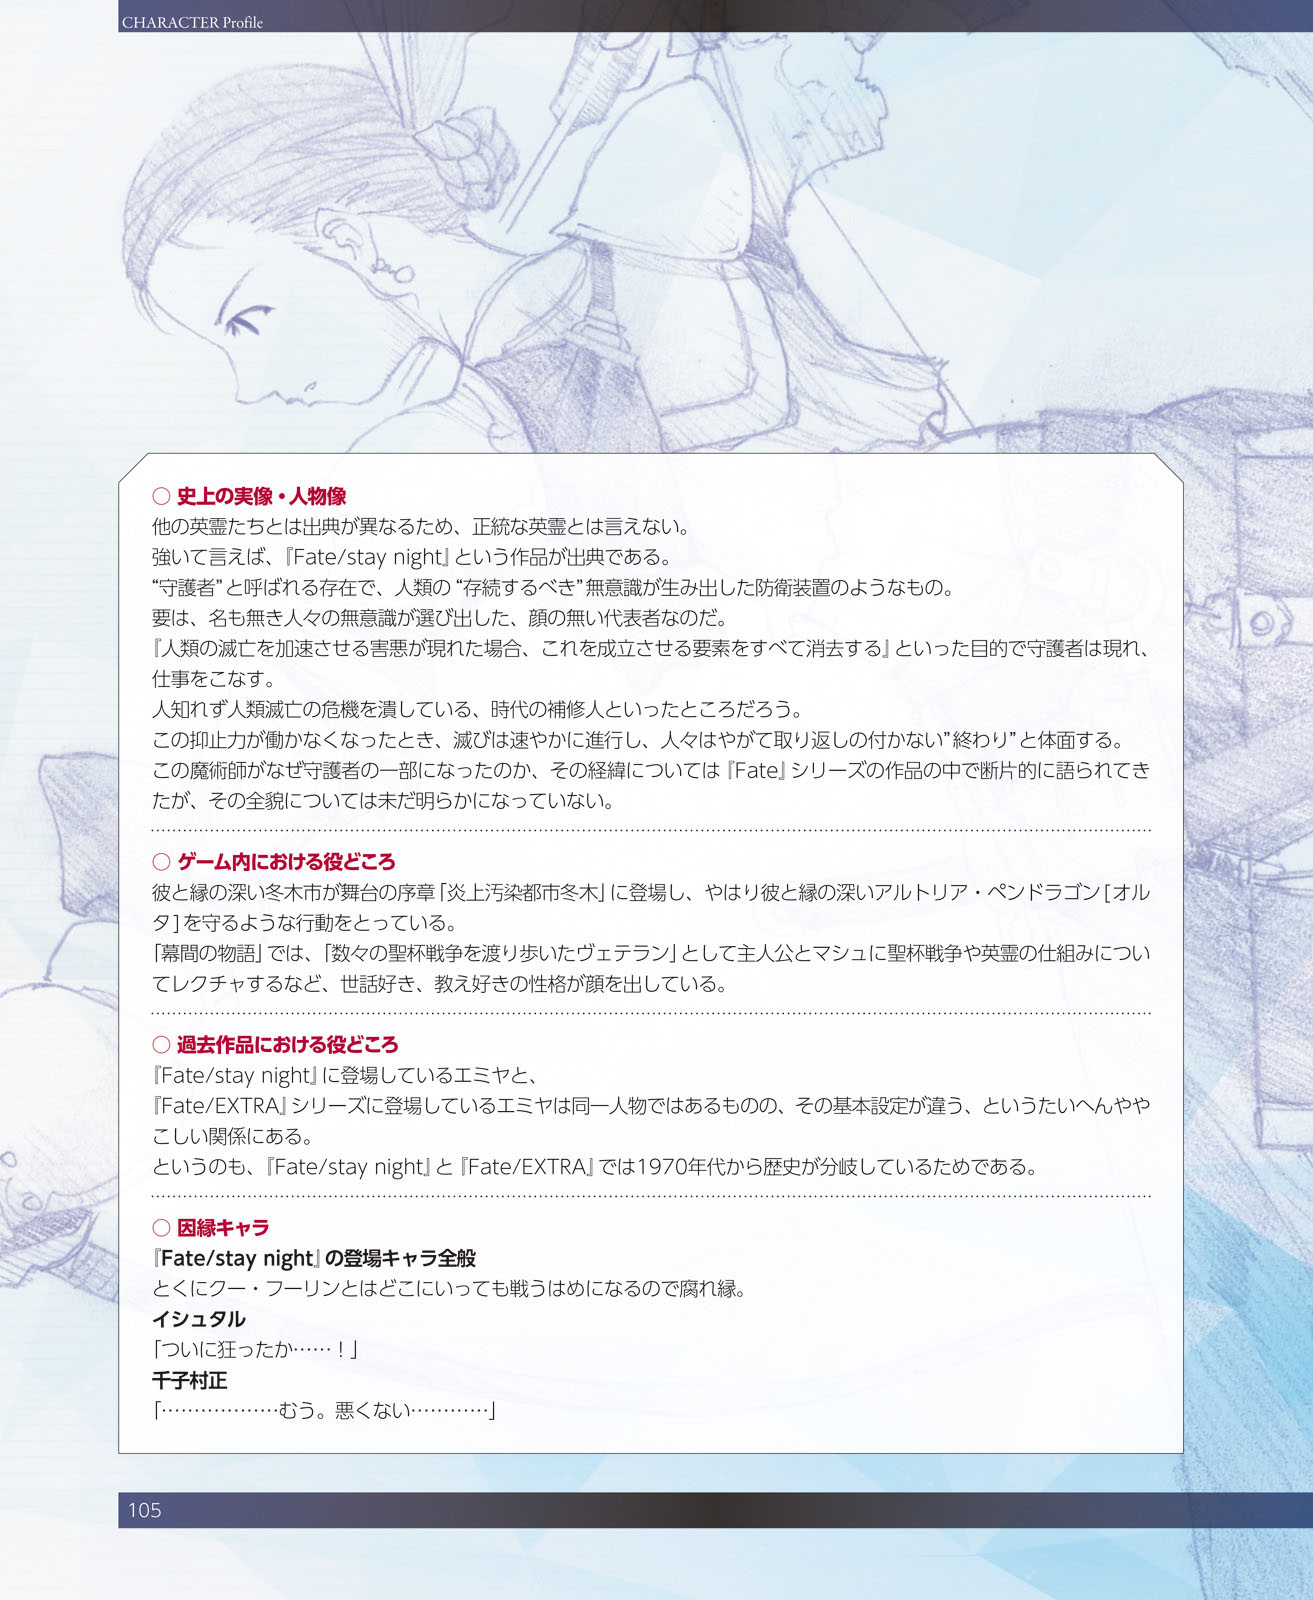 CHARACTER Profile
○ 史上の実像・人物像
他の英霊たちとは出典が異なるため、正統な英霊とは言えない。
強いて言えば、『Fate/stay night』という作品が出典である。
“守護者”と呼ばれる存在で、人類の“存続するべき”無意識が生み出した防衛装置のようなもの。
要は、名も無き人々の無意識が選び出した、顔の無い代表者なのだ。
『人類の滅亡を加速させる害悪が現れた場合、これを成立させる要素をすべて消去する』といった目的で守護者は現れ、
仕事をこなす。
人知れず人類滅亡の危機を潰している、時代の補修人といったところだろう。
この抑止力が働かなくなったとき、滅びは速やかに進行し、人々はやがて取り返しの付かない”終わり”と体面する。
この魔術師がなぜ守護者の一部になったのか、その経緯については『Fate』シリーズの作品の中で断片的に語られてき
たが、その全貌については未だ明らかになっていない。
○ ゲーム内における役どころ
彼と縁の深い冬木市が舞台の序章「炎上汚染都市冬木」に登場し、やはり彼と縁の深いアルトリア・ペンドラゴン[オル
タ]を守るような行動をとっている。
「幕間の物語」では、「数々の聖杯戦争を渡り歩いたヴェテラン」として主人公とマシュに聖杯戦争や英霊の仕組みについ
てレクチャするなど、世話好き、教え好きの性格が顔を出している。
○ 過去作品における役どころ
『Fate/stay night』に登場しているエミヤと、
『Fate/EXTRA』シリーズに登場しているエミヤは同一人物ではあるものの、その基本設定が違う、というたいへんやや
こしい関係にある。
というのも、『Fate/stay night』と『Fate/EXTRA』では1970年代から歴史が分岐しているためである。
○ 因縁キャラ
『Fate/stay night』の登場キャラ全般
とくにクー・フーリンとはどこにいっても戦うはめになるので腐れ縁。
イシュタル
「ついに狂ったか……！」
千子村正
「………………むう。悪くない…………」
105